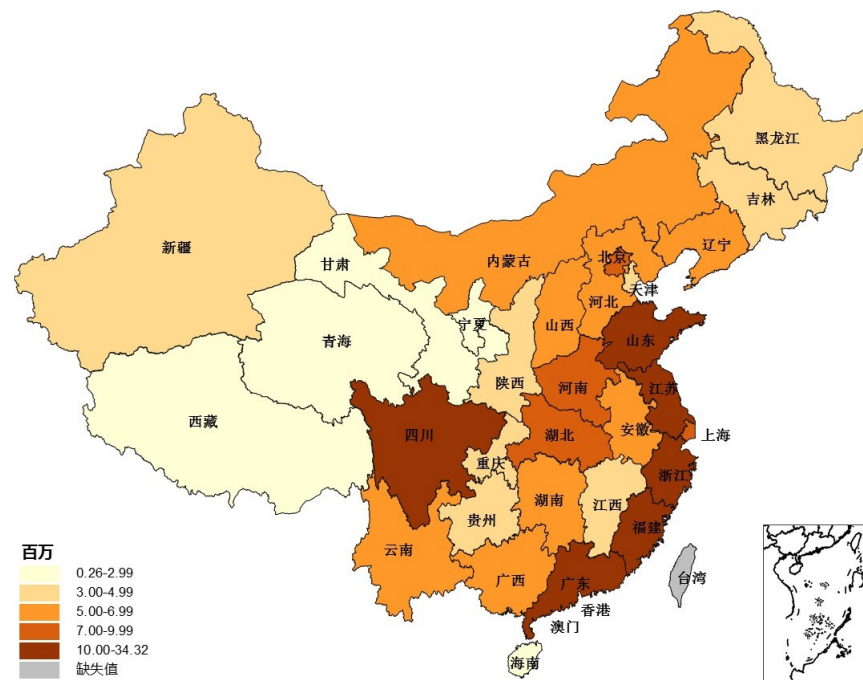 黑龙江
吉林
新疆
辽宁
北京
内蒙古
甘肃
天津
河北
宁夏
山西
青海
山东
陕西
河南
江苏
西藏
四川
湖北
安徽
上海
重庆
浙江
湖南
江西
贵州
福建
云南
广西
广东
台湾
香港
澳门
海南
百万
0.26-2.99
3.00-4.99
5.00-6.99
7.00-9.99
10.00-34.32
缺失值